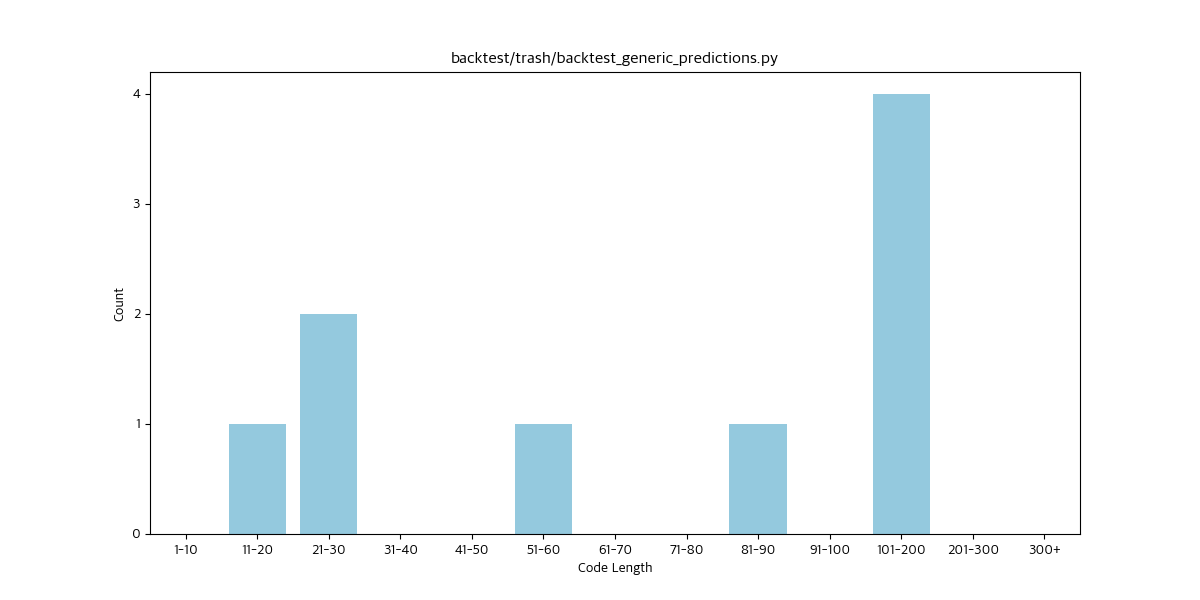 backtest/trash/backtest_generic_predictions.py
4
3
2
1
0
Count
1-10 11-20 21-30 31-40 41-50 51-60 61-70 71-80 81-90 91-100 101-200 201-300 300+
Code Length